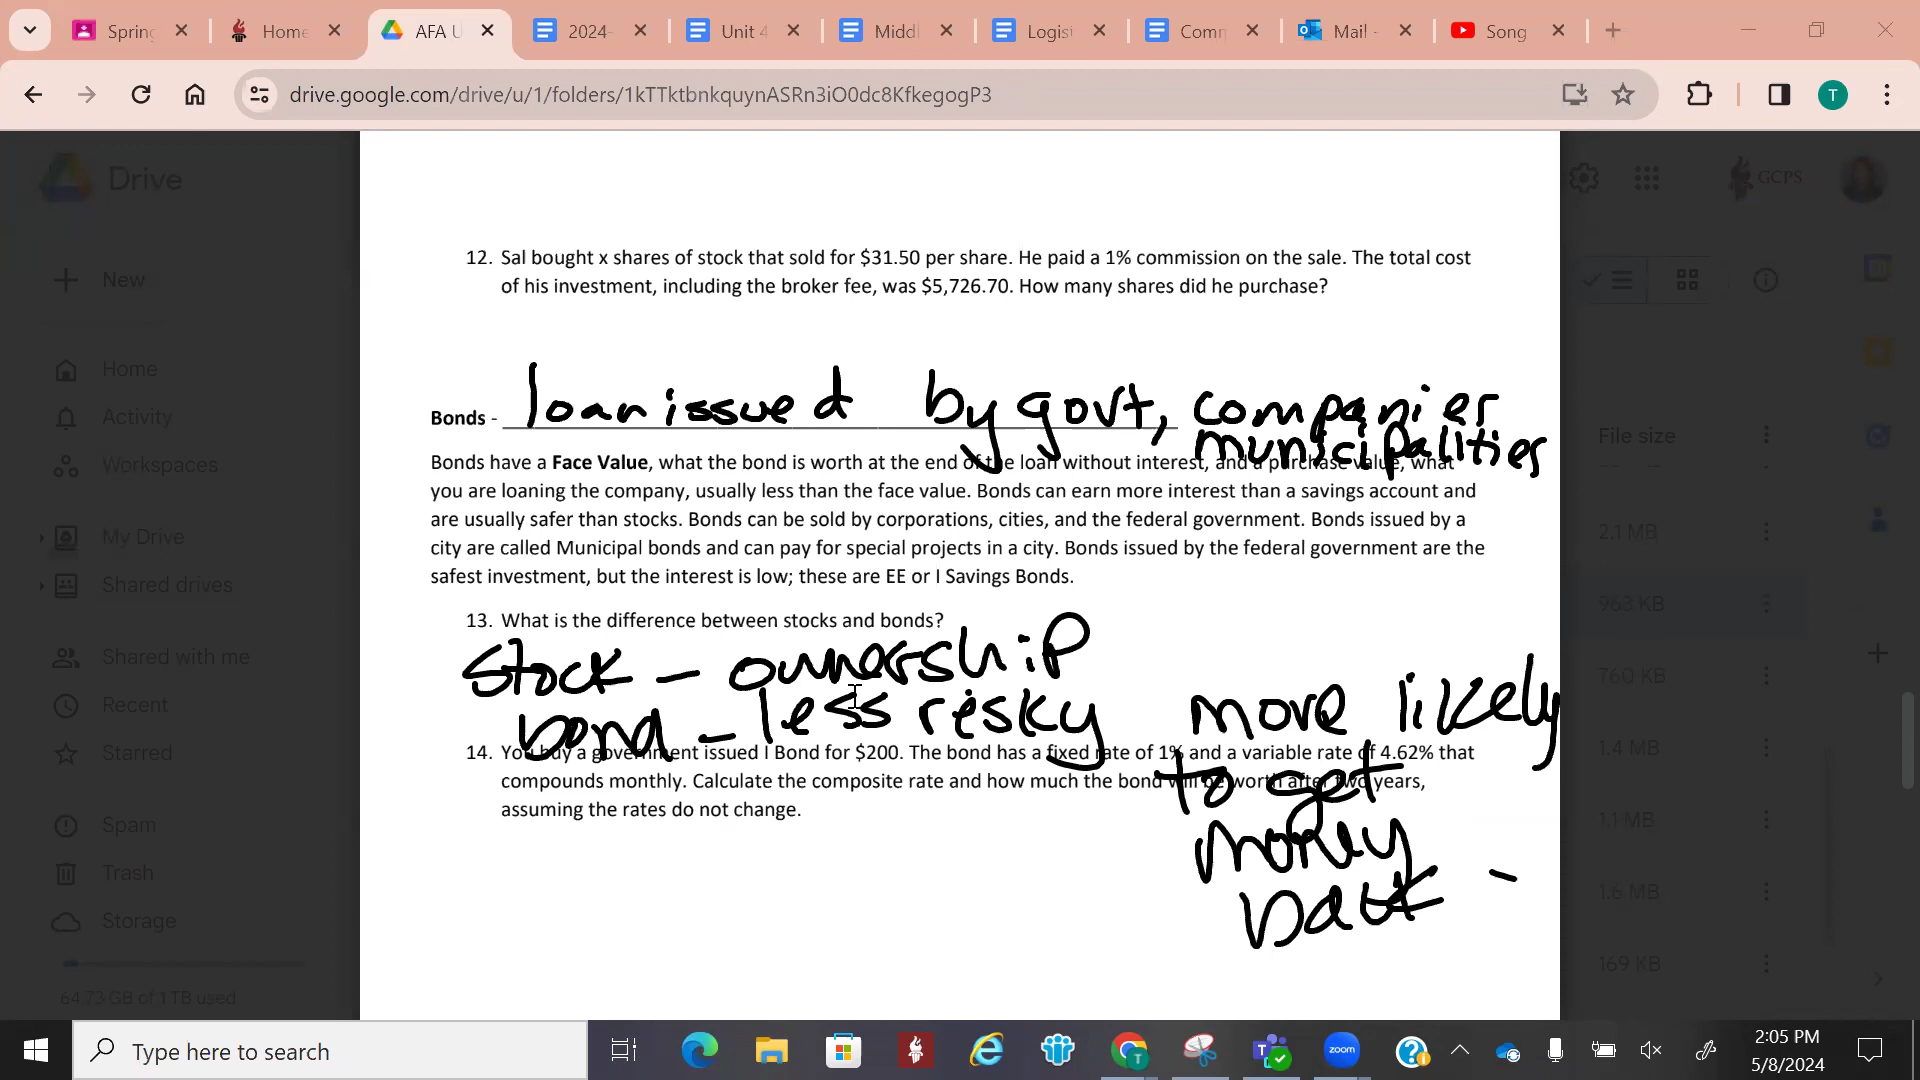 Spring
Home
AFA U
2024-
Unit 4
Middl
Logist
Comm
Mail -
Song
drive.google.com/drive/u/1/folders/1kTTktbnkquynASRn3iO0dc8KfkegogP3
T
Drive
GCPS
New
12. Sal bought x shares of stock that sold for $31.50 per share. He paid a 1% commission on the sale. The total cost
of his investment, including the broker fee, was $5,726.70. How many shares did he purchase?
Home
Activity
Workspaces
loan issued by govt, companies
municipalities
Bonds -
File size
Bonds have a Face Value, what the bond is worth at the end of the loan without interest, and a purchase value, what
you are loaning the company, usually less than the face value. Bonds can earn more interest than a savings account and
are usually safer than stocks. Bonds can be sold by corporations, cities, and the federal government. Bonds issued by a
city are called Municipal bonds and can pay for special projects in a city. Bonds issued by the federal government are the
safest investment, but the interest is low; these are EE or I Savings Bonds.
My Drive
Shared drives
2.1 MB
963 KB
13. What is the difference between stocks and bonds?
stock - ownership
bond - less resky more likely
to get
money
back -
Shared with me
Recent
Starred
760 KB
1.4 MB
14. You buy a government issued I Bond for $200. The bond has a fixed rate of 1% and a variable rate of 4.62% that
compounds monthly. Calculate the composite rate and how much the bond will be worth after two years,
assuming the rates do not change.
Spam
Trash
Storage
1.1 MB
1.6 MB
169 KB
64.73 GB of 1 TB used
Type here to search
zoom
2:05 PM
5/8/2024